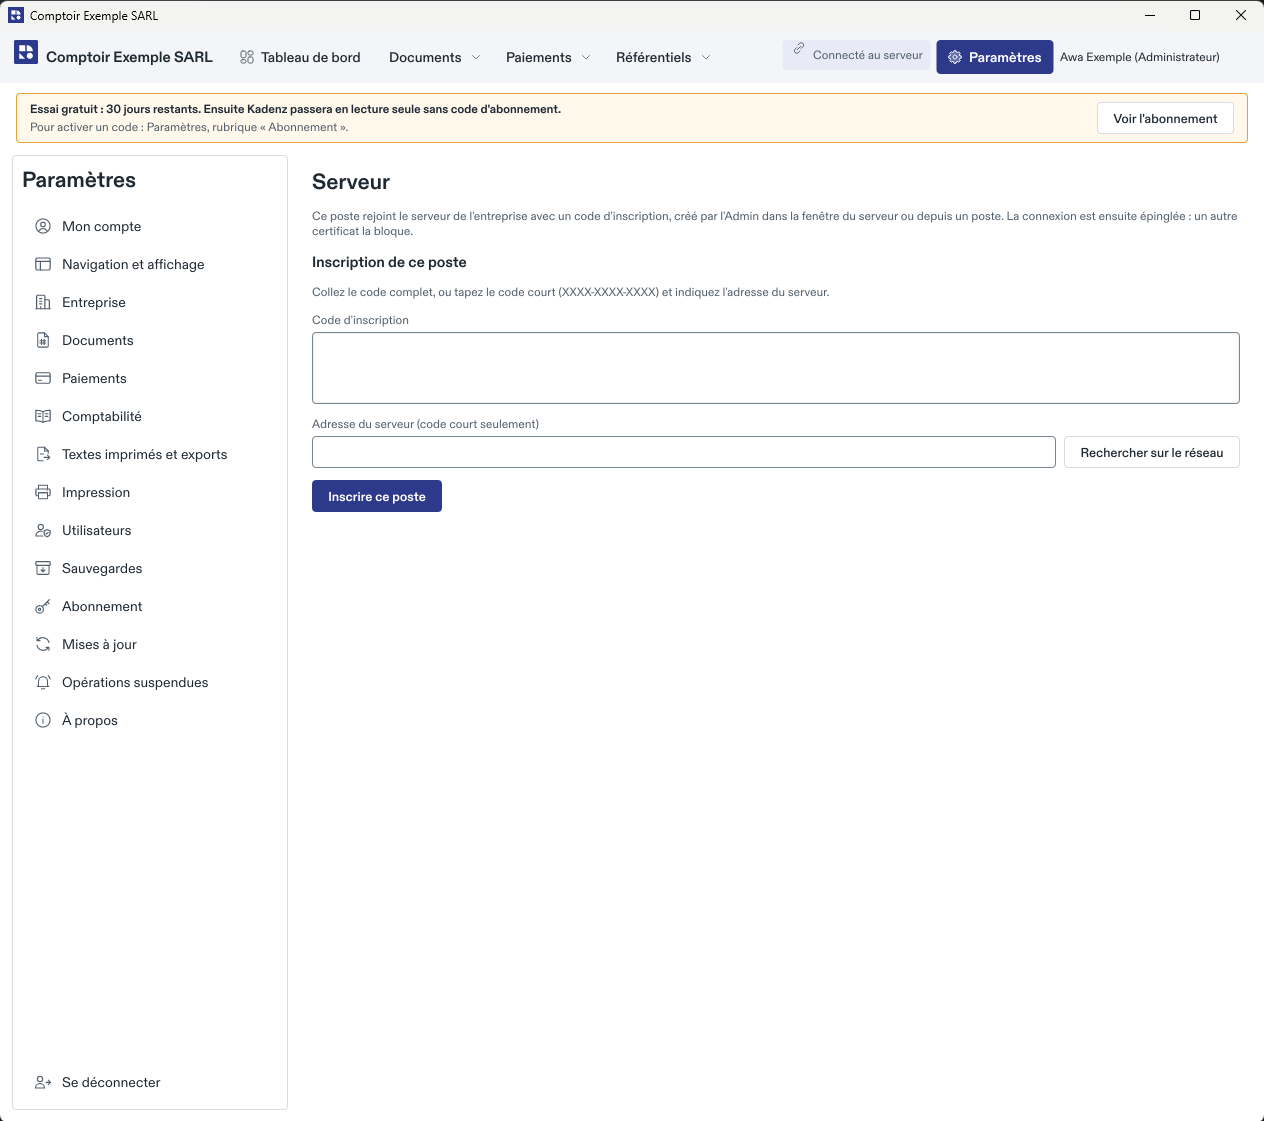 Comptoir Exemple SARL
Comptoir Exemple SARL
Tableau de bord
Documents
Paiements
Référentiels
Connecté au serveur
Paramètres
Awa Exemple (Administrateur)
Essai gratuit : 30 jours restants. Ensuite Kadenz passera en lecture seule sans code d'abonnement.
Pour activer un code : Paramètres, rubrique « Abonnement ».
Voir l'abonnement
Paramètres
Mon compte
Navigation et affichage
Entreprise
Documents
Paiements
Comptabilité
Textes imprimés et exports
Impression
Utilisateurs
Sauvegardes
Abonnement
Mises à jour
Opérations suspendues
À propos
Se déconnecter
Serveur
Ce poste rejoint le serveur de l'entreprise avec un code d'inscription, créé par l'Admin dans la fenêtre du serveur ou depuis un poste. La connexion est ensuite épinglée : un autre
certificat la bloque.
Inscription de ce poste
Collez le code complet, ou tapez le code court (XXXX-XXXX-XXXX) et indiquez l'adresse du serveur.
Code d'inscription
Adresse du serveur (code court seulement)
Rechercher sur le réseau
Inscrire ce poste